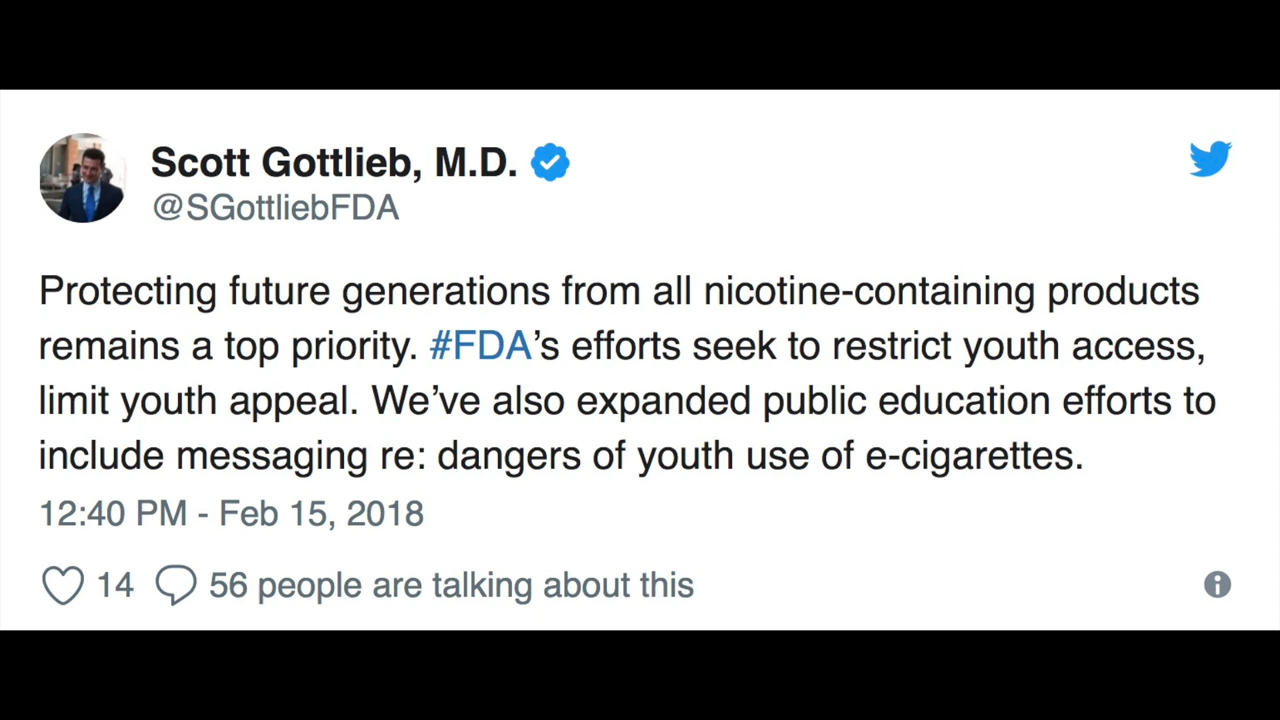 Scott Gottlieb, M.D.
@SGottliebFDA
Protecting future generations from all nicotine-containing products
remains a top priority. #FDA’s efforts seek to restrict youth access,
limit youth appeal. We’ve also expanded public education efforts to
include messaging re: dangers of youth use of e-cigarettes.
12:40 PM - Feb 15, 2018
14 56 people are talking about this